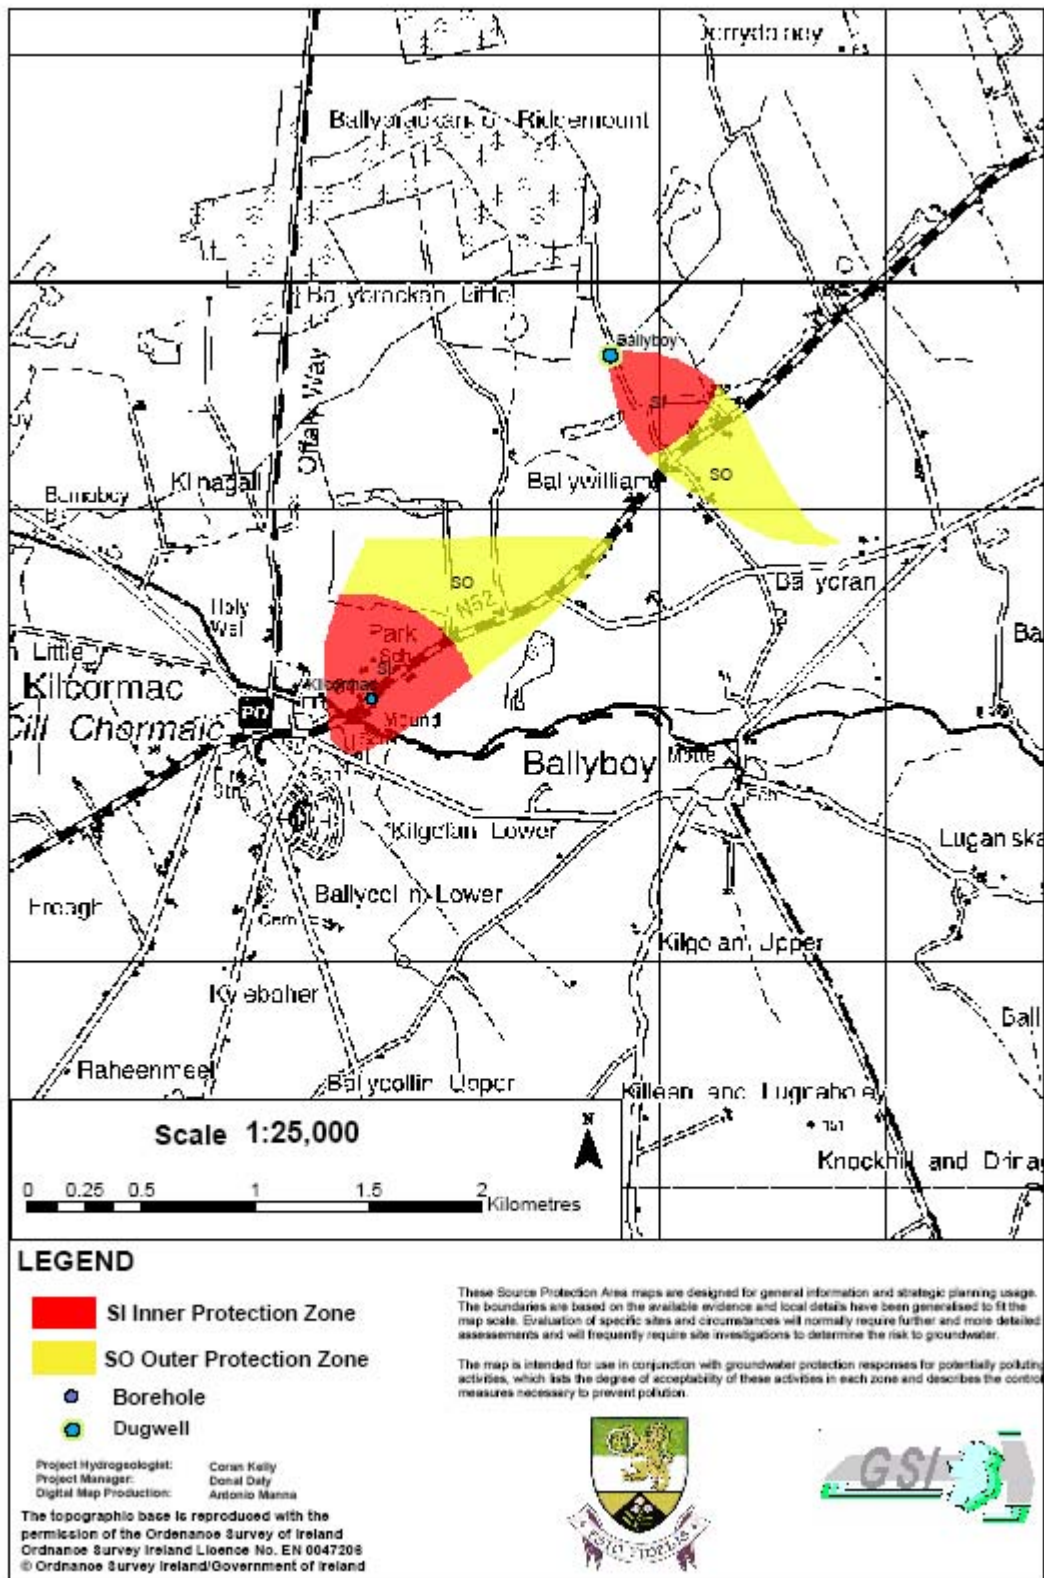 Ridgemount
Ballyboy
Offaly Way
SI
Ballywilliam
SO
SO
N52
Holy
Park
Sch
SI
Kilcormac
n Little
Kilcormac
Cill Chormaic
PO
Mound
Ballyboy
Motte
Kilgolan Lower
Ballycollin Lower
Kilgolan Upper
Kyleboher
Ball
Raheenmeel
Ballycollin Upper
Killean and Lugnahole
151
Knockhill and Drinag
Scale 1:25,000
N
0 0.25 0.5 1 1.5 2
Kilometres
LEGEND
SI Inner Protection Zone
SO Outer Protection Zone
Borehole
Dugwell
Project Hydrogeologist: Coran Kelly
Project Manager: Donal Daly
Digital Map Production: Antonio Manna
The topographic base is reproduced with the
permission of the Ordenance Survey of Ireland
Ordnance Survey Ireland Licence No. EN 0047206
© Ordnance Survey Ireland/Government of Ireland
These Source Protection Area maps are designed for general information and strategic planning usage.
The boundaries are based on the available evidence and local details have been generalised to fit the
map scale. Evaluation of specific sites and circumstances will normally require further and more detailed
assessments and will frequently require site investigations to determine the risk to groundwater.
The map is intended for use in conjunction with groundwater protection responses for potentially polluting
activities, which lists the degree of acceptability of these activities in each zone and describes the control
measures necessary to prevent pollution.
GSI